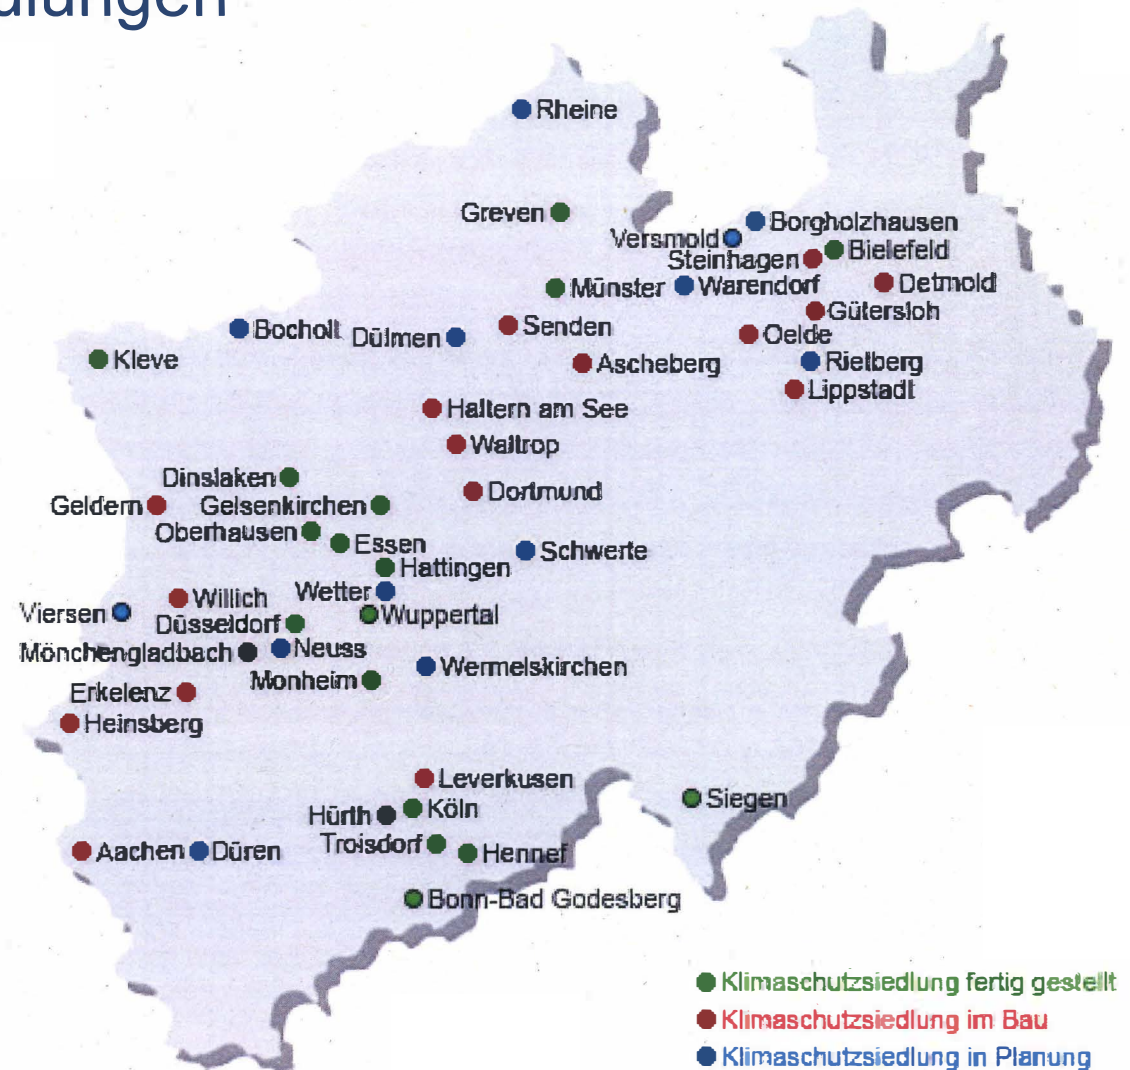 Rheine
Greven
Borgholzhausen
Versmold
Bielefeld
Steinhagen
Detmold
Münster
Warendorf
Gütersloh
Senden
Bocholt
Oelde
Dülmen
Kleve
Ascheberg
Rietberg
Lippstadt
Haltern am See
Waltrop
Dinslaken
Dortmund
Geldern
Gelsenkirchen
Oberhausen
Essen
Schwerte
Hattingen
Wetter
Willich
Viersen
Wuppertal
Düsseldorf
Mönchengladbach
Neuss
Wermelskirchen
Monheim
Erkelenz
Heinsberg
Leverkusen
Siegen
Köln
Hürth
Troisdorf
Aachen
Düren
Hennef
Bonn-Bad Godesberg
Klimaschutzsiedlung fertig gestellt
Klimaschutzsiedlung im Bau
Klimaschutzsiedlung in Planung